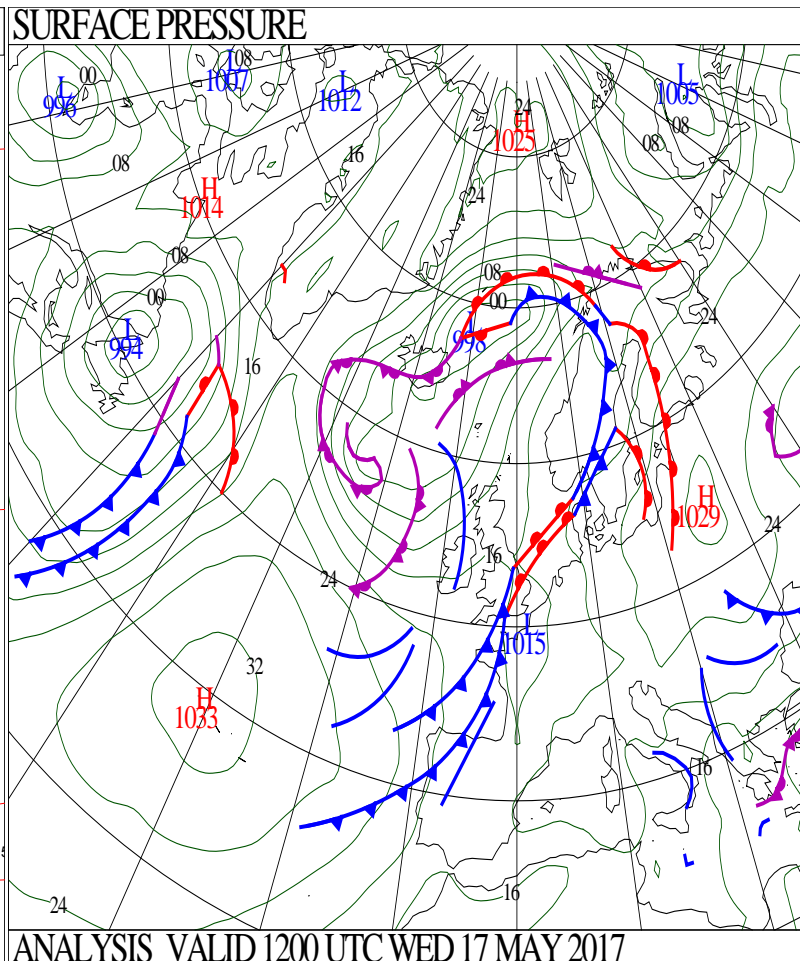 SURFACE PRESSURE
L 00
996
L 08
1007
L
1012
L
1005
24
H
1025
08
08
08
16
H
1014
24
08
08
00
00
L
994
L
998
24
16
H
1029
24
16
24
L
1015
32
H
1033
16
16
24
ANALYSIS VALID 1200 UTC WED 17 MAY 2017